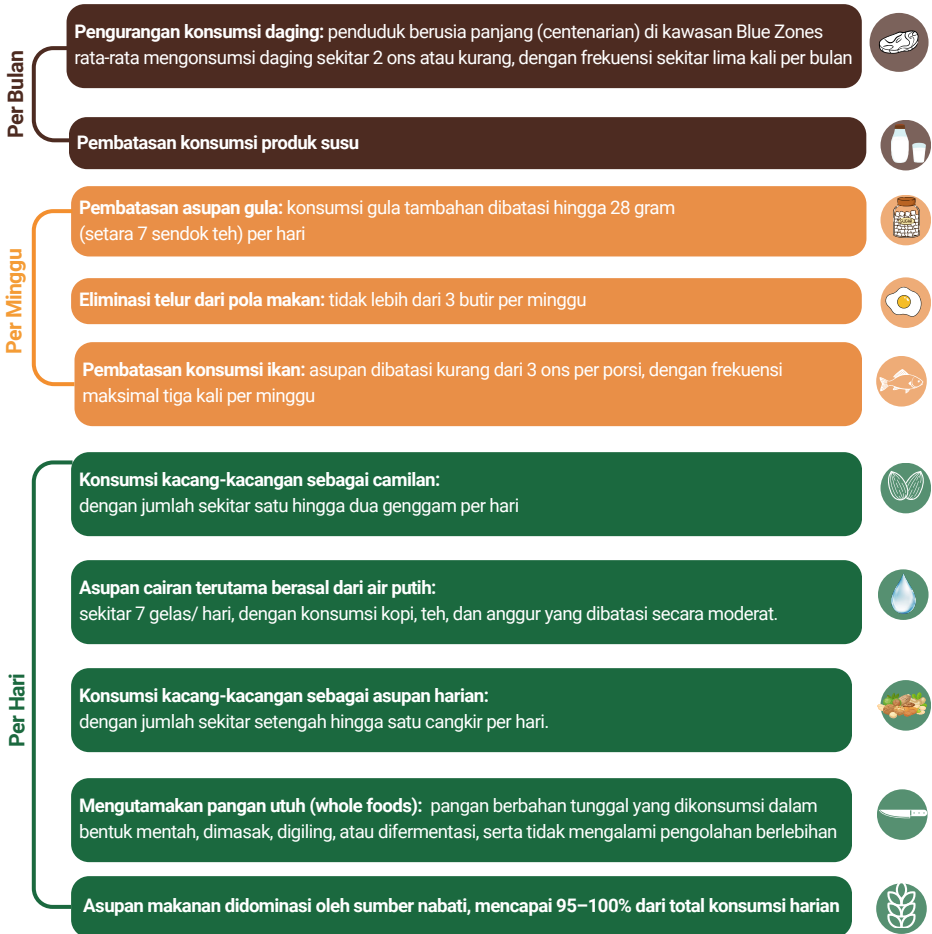 Per Bulan
Pengurangan konsumsi daging: penduduk berusia panjang (centenarian) di kawasan Blue Zones
rata-rata mengonsumsi daging sekitar 2 ons atau kurang, dengan frekuensi sekitar lima kali per bulan
Pembatasan konsumsi produk susu
Per Minggu
Pembatasan asupan gula: konsumsi gula tambahan dibatasi hingga 28 gram
(setara 7 sendok teh) per hari
Eliminasi telur dari pola makan: tidak lebih dari 3 butir per minggu
Pembatasan konsumsi ikan: asupan dibatasi kurang dari 3 ons per porsi, dengan frekuensi
maksimal tiga kali per minggu
Per Hari
Konsumsi kacang-kacangan sebagai camilan:
dengan jumlah sekitar satu hingga dua genggam per hari
Asupan cairan terutama berasal dari air putih:
sekitar 7 gelas/ hari, dengan konsumsi kopi, teh, dan anggur yang dibatasi secara moderat.
Konsumsi kacang-kacangan sebagai asupan harian:
dengan jumlah sekitar setengah hingga satu cangkir per hari.
Mengutamakan pangan utuh (whole foods): pangan berbahan tunggal yang dikonsumsi dalam
bentuk mentah, dimasak, digiling, atau difermentasi, serta tidak mengalami pengolahan berlebihan
Asupan makanan didominasi oleh sumber nabati, mencapai 95–100% dari total konsumsi harian